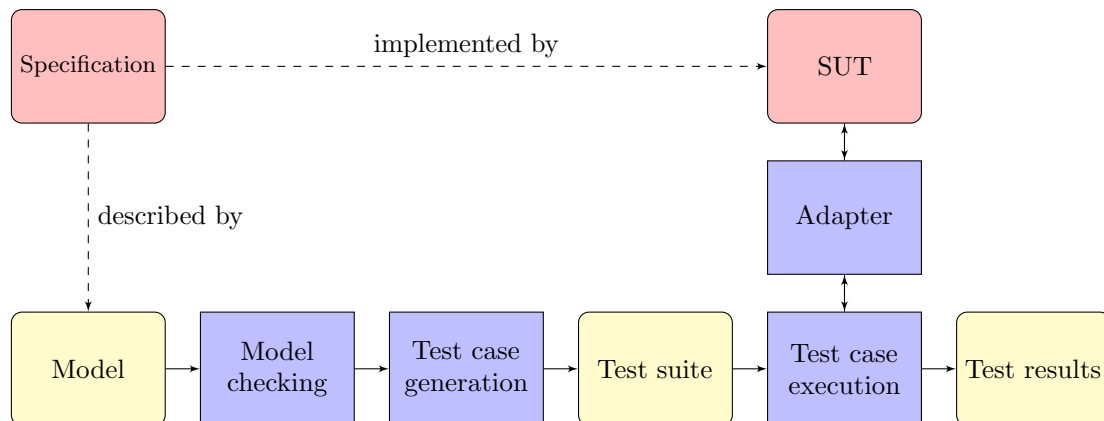 Specification
implemented by
SUT
described by
Adapter
Model
Model
checking
Test case
generation
Test suite
Test case
execution
Test results